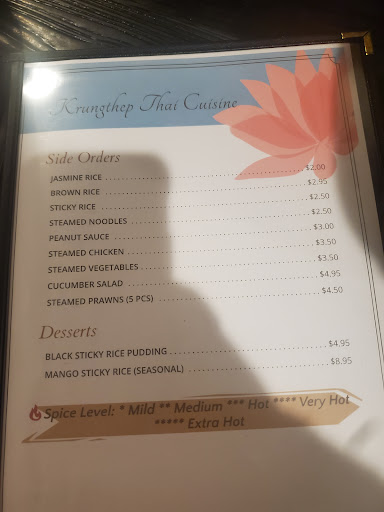 Krungthep Thai Cuisine
Side Orders
JASMINE RICE $2.00
BROWN RICE $2.95
STICKY RICE $2.50
STEAMED NOODLES $2.50
PEANUT SAUCE $3.00
STEAMED CHICKEN $3.50
STEAMED VEGETABLES $3.50
CUCUMBER SALAD $4.95
STEAMED PRAWNS (5 PCS) $4.50
Desserts
BLACK STICKY RICE PUDDING $4.95
MANGO STICKY RICE (SEASONAL) $8.95
Spice Level: * Mild ** Medium *** Hot **** Very Hot
***** Extra Hot